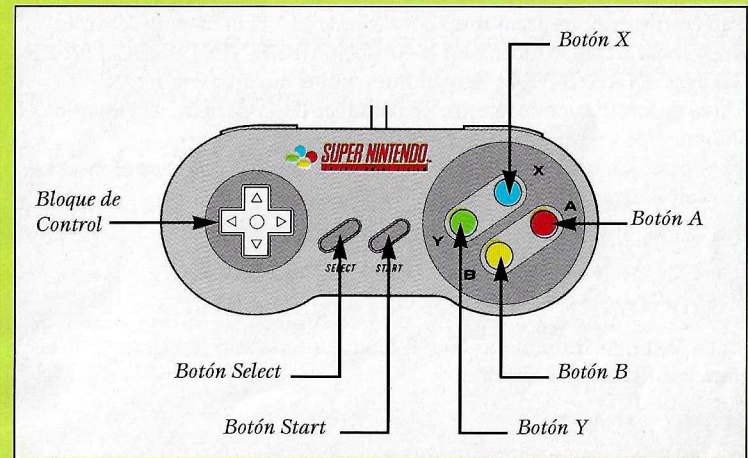 Botón X
SUPER NINTENDO
X
A
Bloque de
Control
Botón A
Y
SELECT
START
B
Botón Select
Botón B
Botón Start
Botón Y